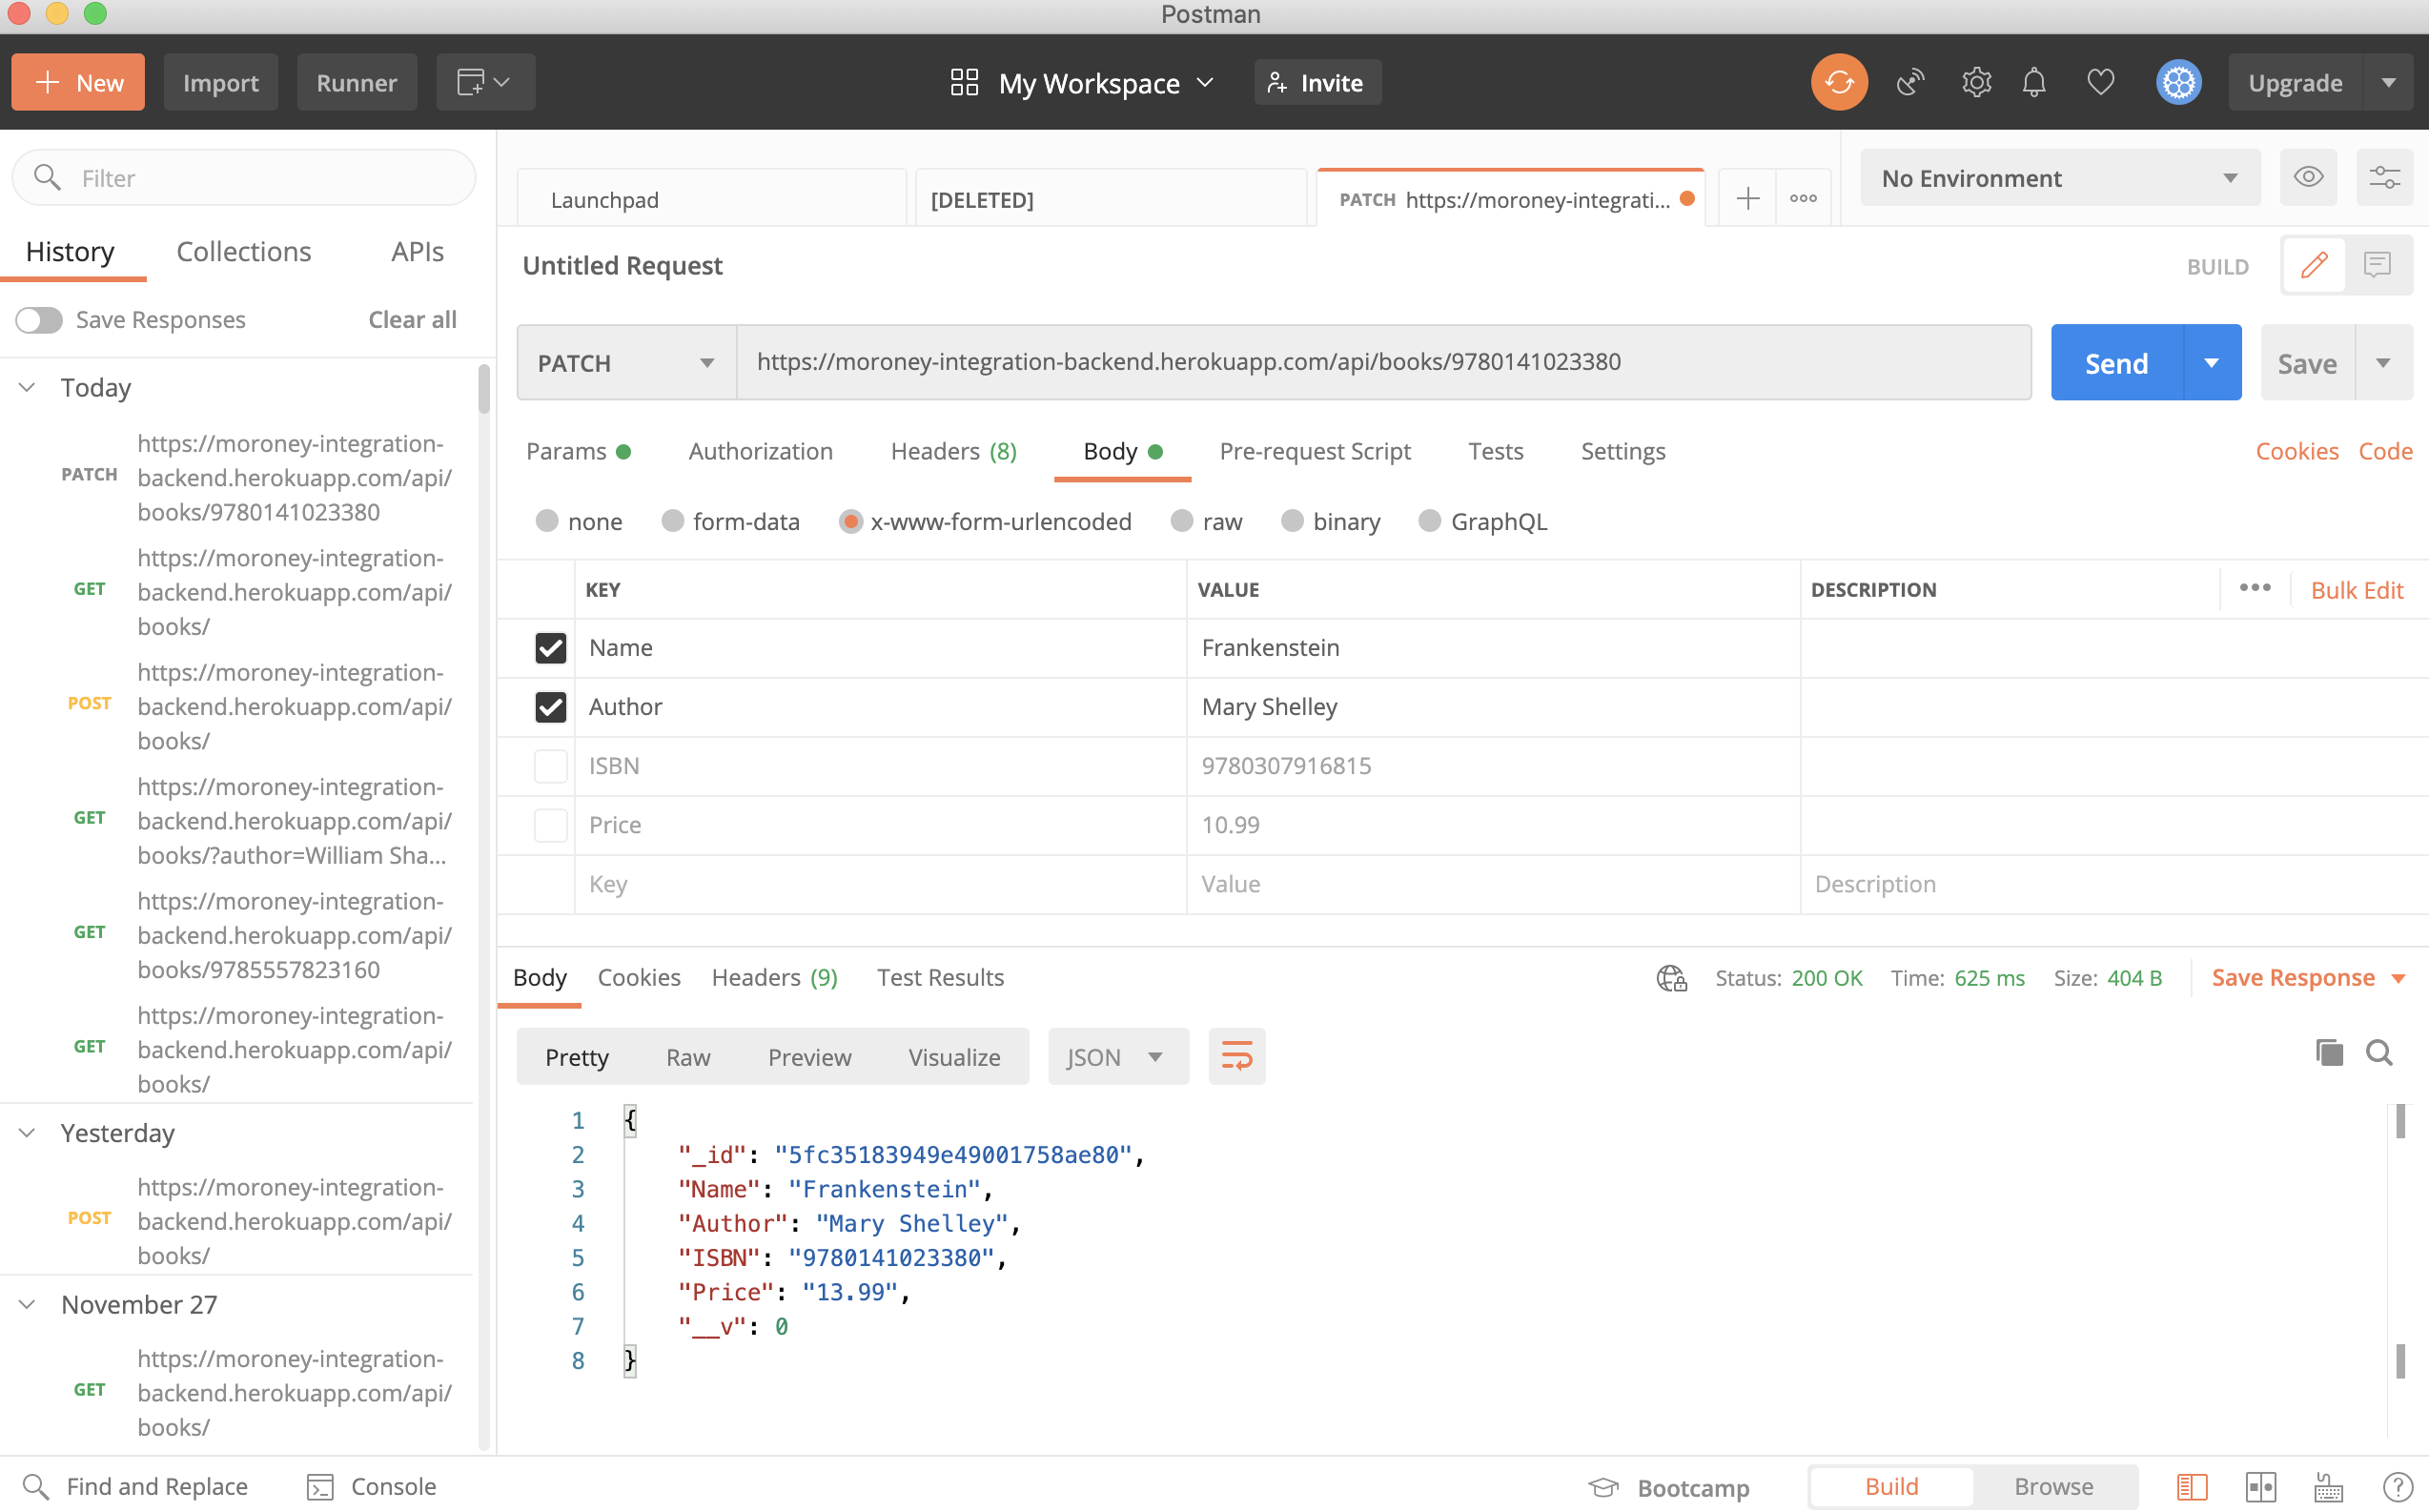 Postman
New
Import
Runner
My Workspace
Invite
Upgrade
Filter
History
Collections
APIs
Save Responses
Clear all
Today
PATCH
https://moroney-integration-
backend.herokuapp.com/api/
books/9780141023380
GET
https://moroney-integration-
backend.herokuapp.com/api/
books/
POST
https://moroney-integration-
backend.herokuapp.com/api/
books/
GET
https://moroney-integration-
backend.herokuapp.com/api/
books/?author=William Sha...
GET
https://moroney-integration-
backend.herokuapp.com/api/
books/9785557823160
GET
https://moroney-integration-
backend.herokuapp.com/api/
books/
Yesterday
POST
https://moroney-integration-
backend.herokuapp.com/api/
books/
November 27
GET
https://moroney-integration-
backend.herokuapp.com/api/
books/
Launchpad
[DELETED]
PATCH https://moroney-integrati...
No Environment
Untitled Request
BUILD
PATCH
https://moroney-integration-backend.herokuapp.com/api/books/9780141023380
Send
Save
Params
Authorization
Headers (8)
Body
Pre-request Script
Tests
Settings
Cookies
Code
none
form-data
x-www-form-urlencoded
raw
binary
GraphQL
KEY
VALUE
DESCRIPTION
Bulk Edit
Name
Frankenstein
Author
Mary Shelley
ISBN
9780307916815
Price
10.99
Key
Value
Description
Body
Cookies
Headers (9)
Test Results
Status: 200 OK
Time: 625 ms
Size: 404 B
Save Response
Pretty
Raw
Preview
Visualize
JSON
1 {
2 "_id": "5fc35183949e49001758ae80",
3 "Name": "Frankenstein",
4 "Author": "Mary Shelley",
5 "ISBN": "9780141023380",
6 "Price": "13.99",
7 "__v": 0
8 }
Find and Replace
Console
Bootcamp
Build
Browse